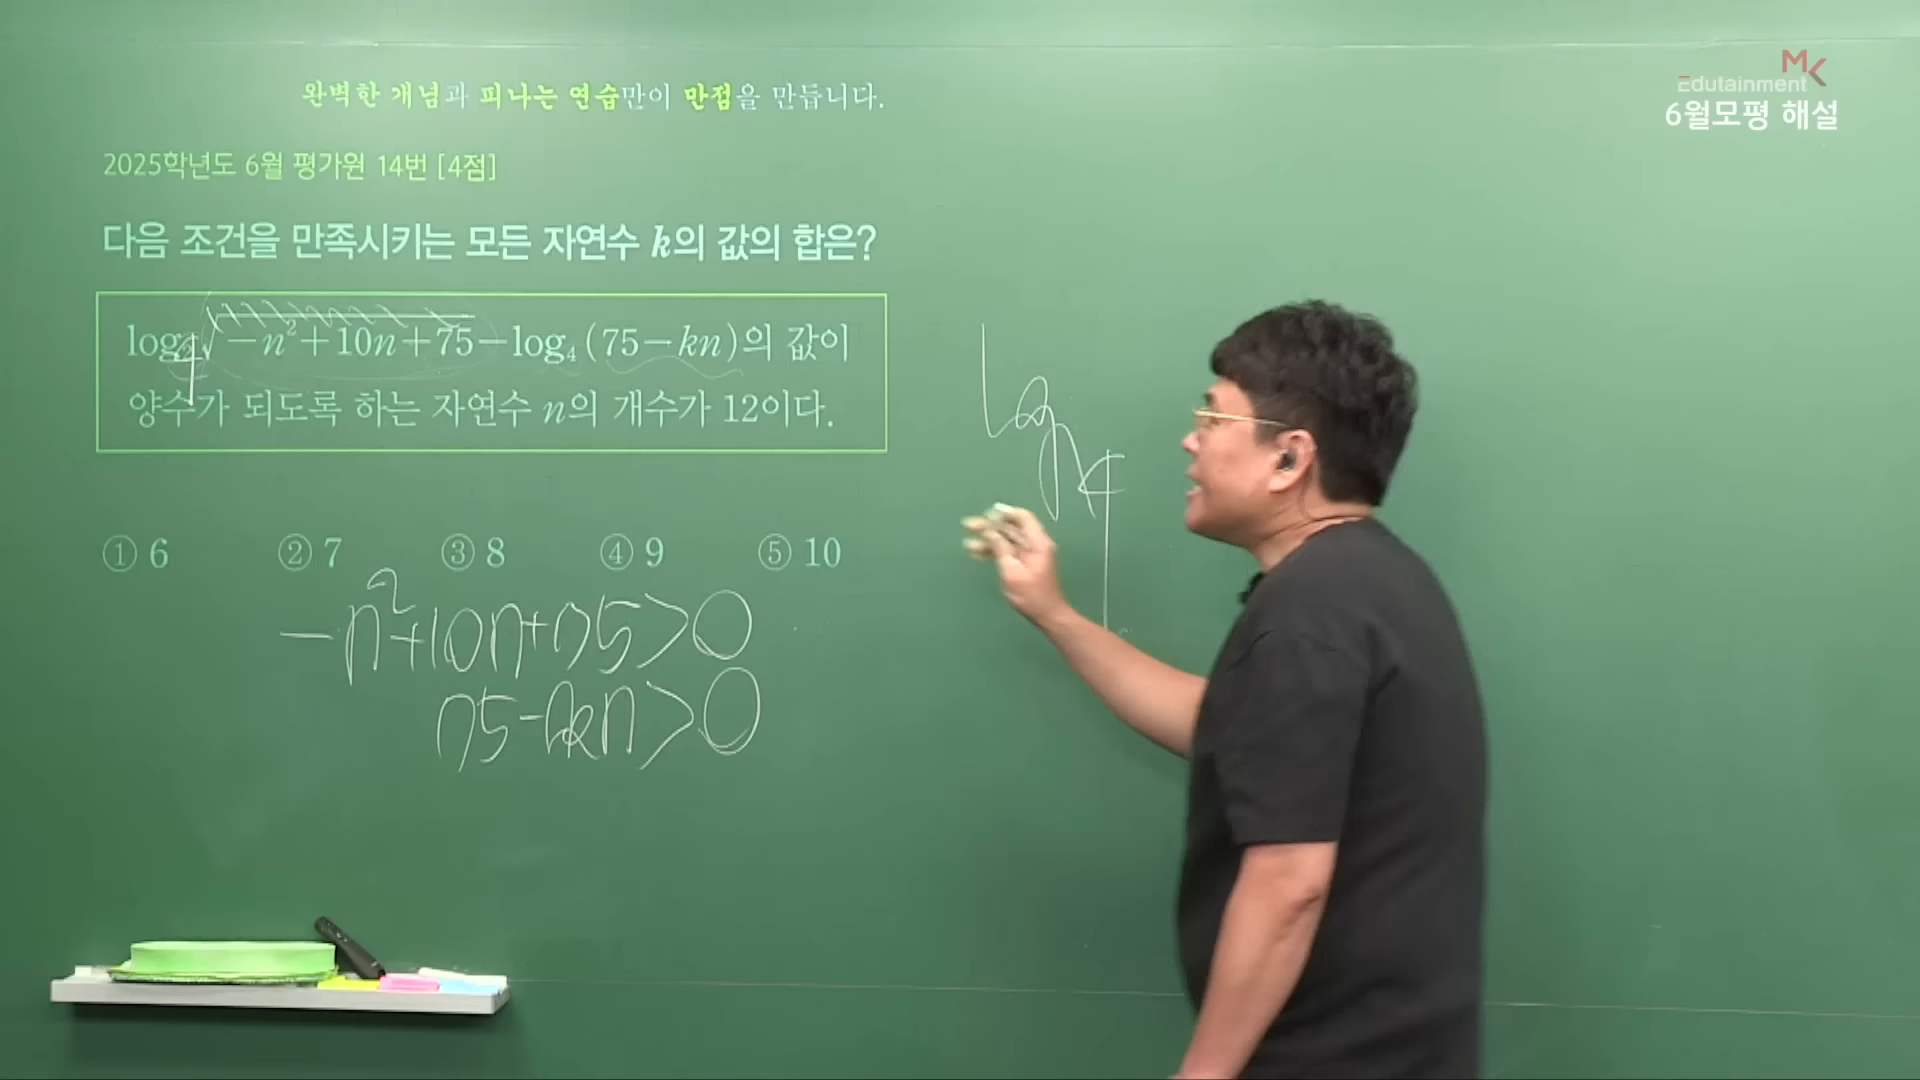 MK
Edutainment
6월모평 해설
완벽한 개념과 피나는 연습만이 만점을 만듭니다.
2025학년도 6월 평가원 14번 [4점]
다음 조건을 만족시키는 모든 자연수 k의 값의 합은?
log₄√-n²+10n+75-log₄(75-kn)의 값이
양수가 되도록 하는 자연수 n의 개수가 12이다.
① 6 ② 7 ③ 8 ④ 9 ⑤ 10
-n²+10n+75>0
75-kn>0
log 4